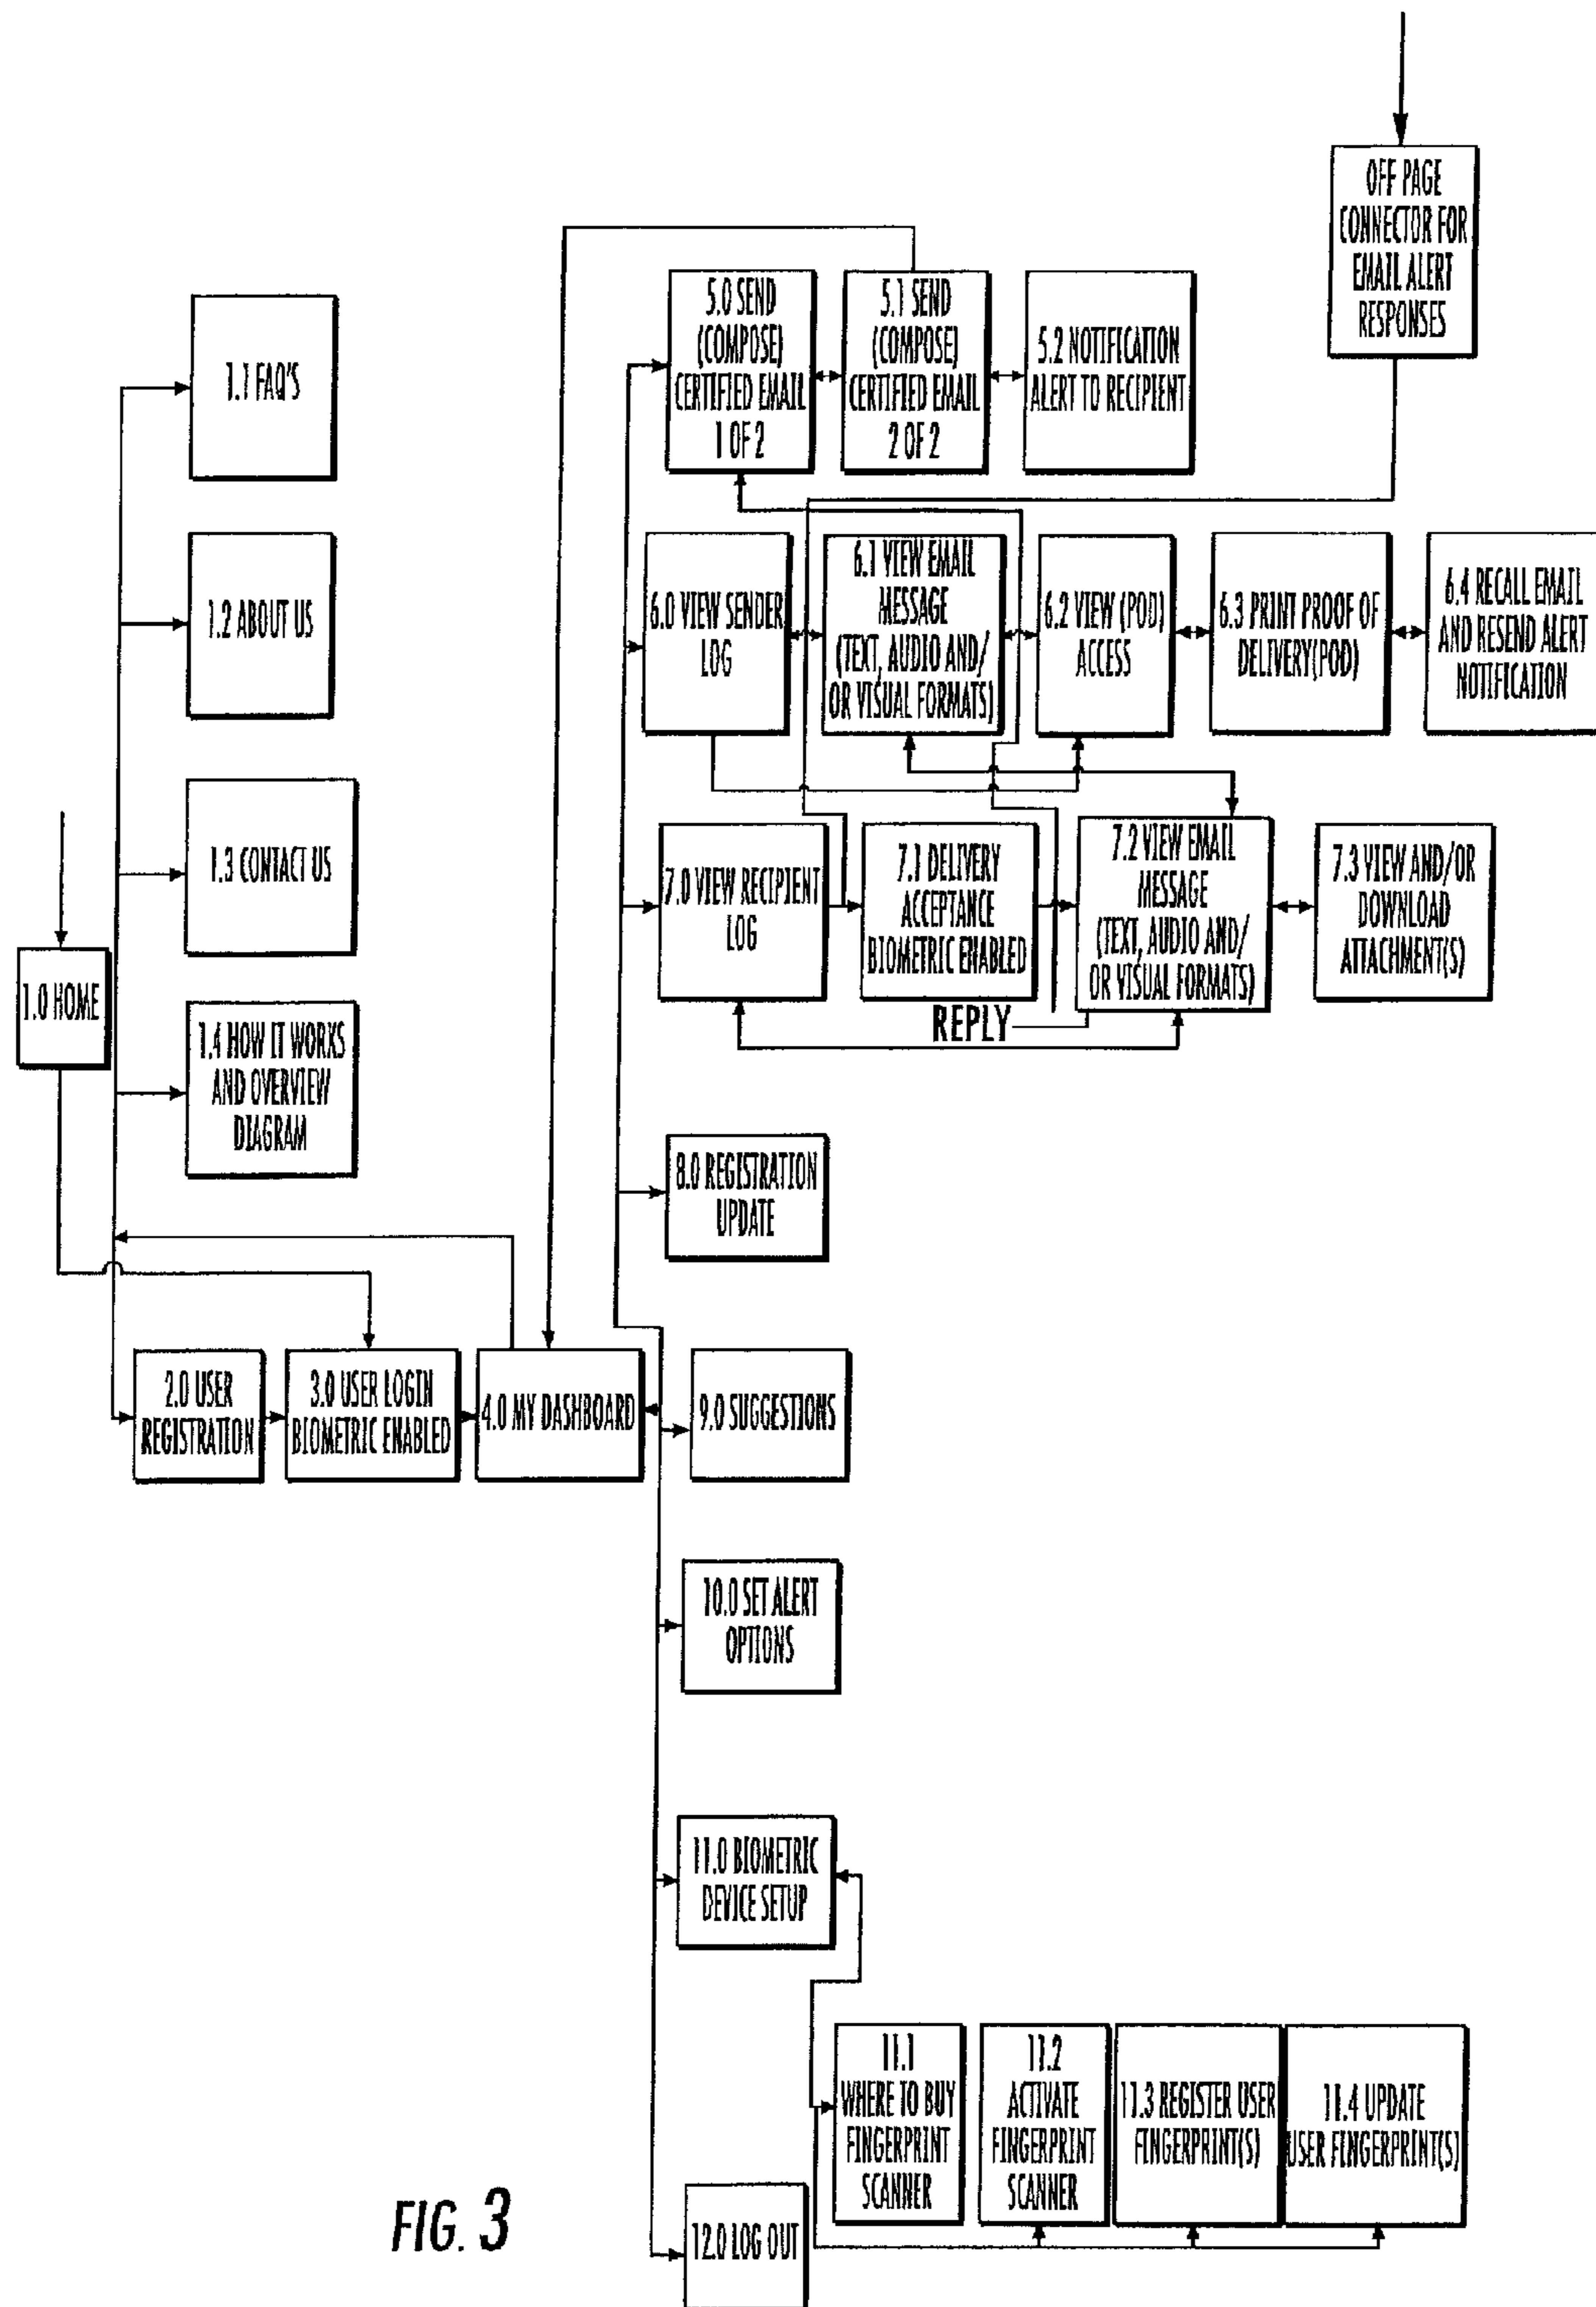 OFF PAGE
CONNECTOR FOR
EMAIL ALERT
RESPONSES
1.1 FAQ'S
1.2 ABOUT US
1.3 CONTACT US
1.0 HOME
1.4 HOW IT WORKS
AND OVERVIEW
DIAGRAM
5.0 SEND
(COMPOSE)
CERTIFIED EMAIL
1 OF 2
5.1 SEND
(COMPOSE)
CERTIFIED EMAIL
2 OF 2
5.2 NOTIFICATION
ALERT TO RECIPIENT
6.0 VIEW SENDER
LOG
6.1 VIEW EMAIL
MESSAGE
(TEXT, AUDIO AND/
OR VISUAL FORMATS)
6.2 VIEW (POD)
ACCESS
6.3 PRINT PROOF OF
DELIVERY(POD)
6.4 RECALL EMAIL
AND RESEND ALERT
NOTIFICATION
7.0 VIEW RECIPIENT
LOG
7.1 DELIVERY
ACCEPTANCE
BIOMETRIC ENABLED
7.2 VIEW EMAIL
MESSAGE
(TEXT, AUDIO AND/
OR VISUAL FORMATS)
7.3 VIEW AND/OR
DOWNLOAD
ATTACHMENT(S)
REPLY
8.0 REGISTRATION
UPDATE
2.0 USER
REGISTRATION
3.0 USER LOGIN
BIOMETRIC ENABLED
4.0 MY DASHBOARD
9.0 SUGGESTIONS
10.0 SET ALERT
OPTIONS
11.0 BIOMETRIC
DEVICE SETUP
11.1
WHERE TO BUY
FINGERPRINT
SCANNER
11.2
ACTIVATE
FINGERPRINT
SCANNER
11.3 REGISTER USER
FINGERPRINT(S)
11.4 UPDATE
USER FINGERPRINT(S)
12.0 LOG OUT
FIG. 3